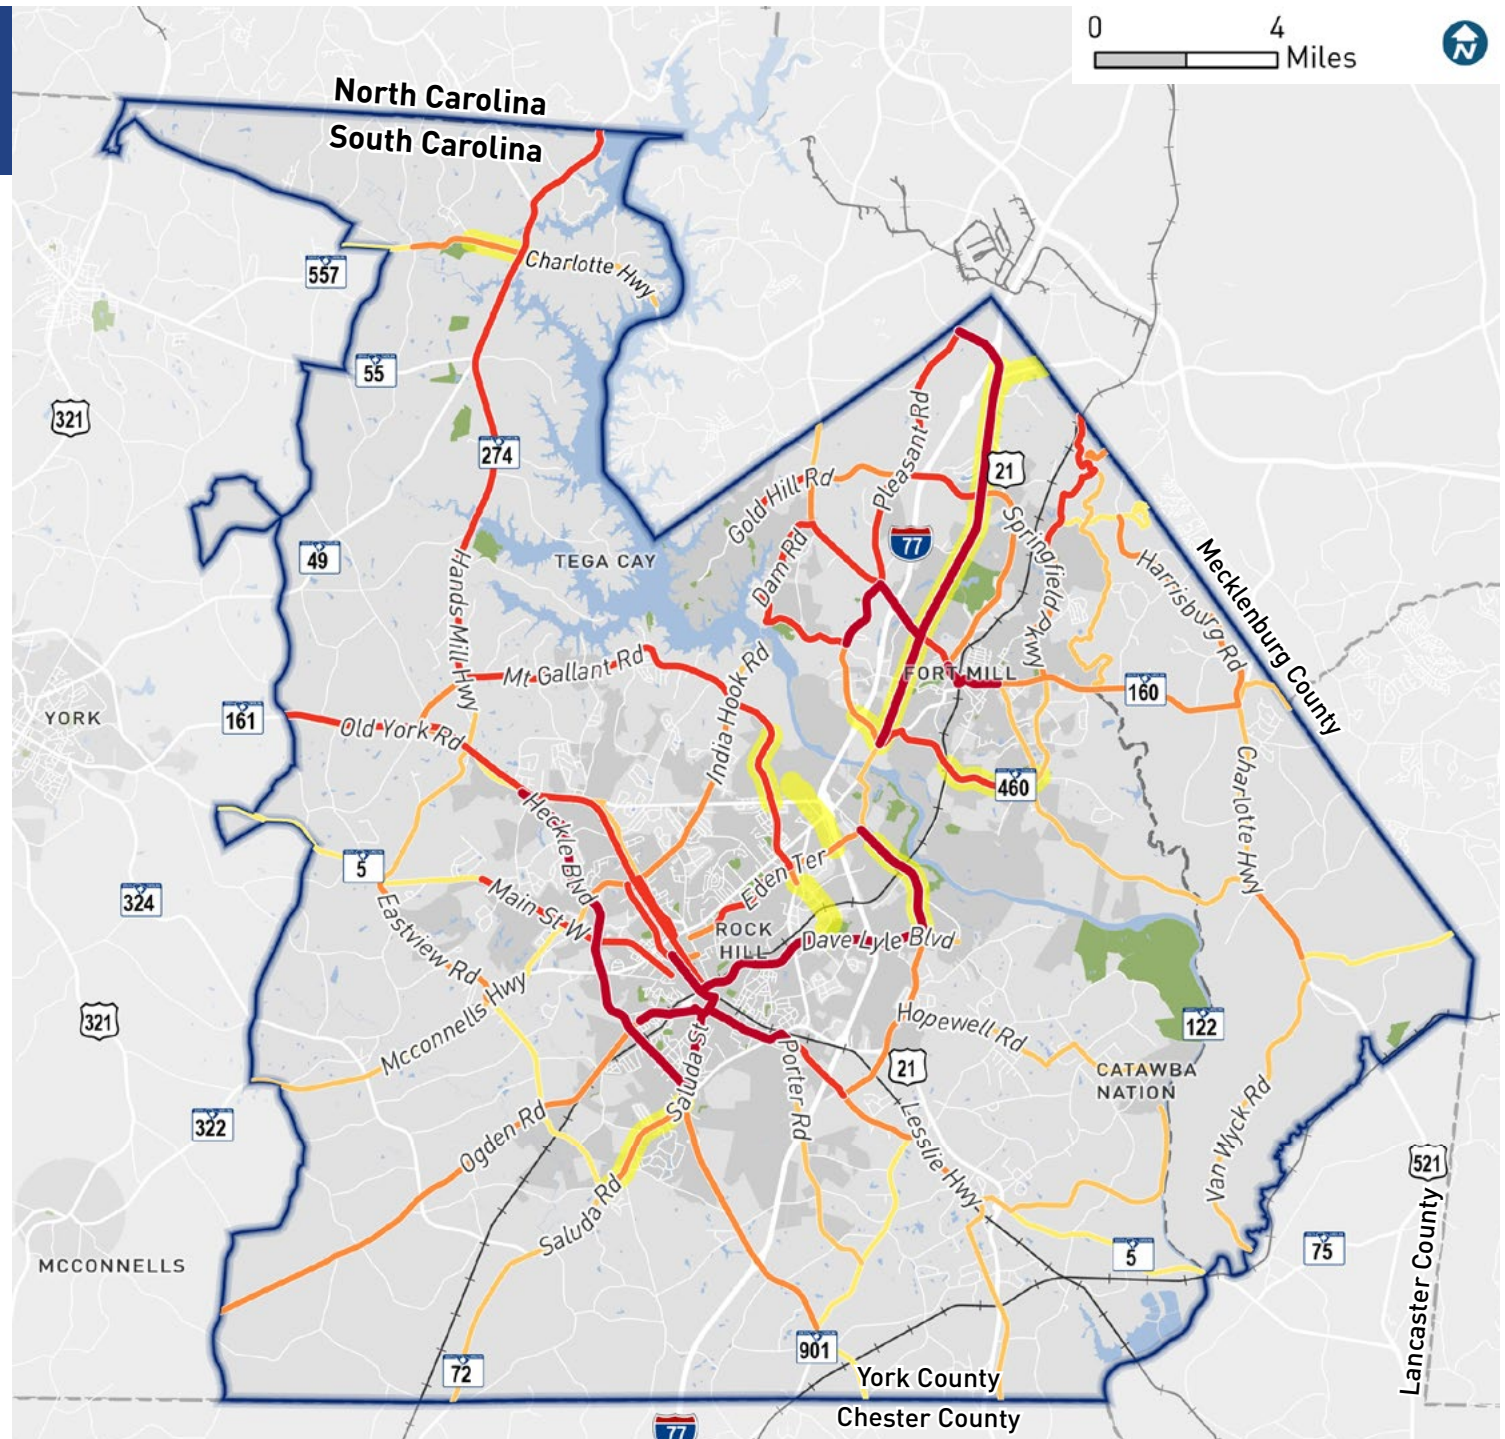 0 4
Miles
N
North Carolina
South Carolina
557
Charlotte Hwy
55
321
274
21
Pleasant Rd
Gold Hill Rd
77
Springfield Pkwy
49
TEGA CAY
Dam Rd
Harrisburg Rd
Mecklenburg County
Hands Mill Hwy
Mt Gallant Rd
India Hook Rd
FORT MILL
160
YORK
161
Old York Rd
460
Charlotte Hwy
Heckle Blvd
5
324
Main St W
Eden Ter
ROCK
HILL
Dave Lyle Blvd
Eastview Rd
Mcconnells Hwy
321
Hopewell Rd
122
Saluda St
Porter Rd
21
CATAWBA
NATION
322
Ogden Rd
Lesslie Hwy
Van Wyck Rd
521
Saluda Rd
MCCONNELLS
5
75
Lancaster County
901
72
York County
Chester County
77